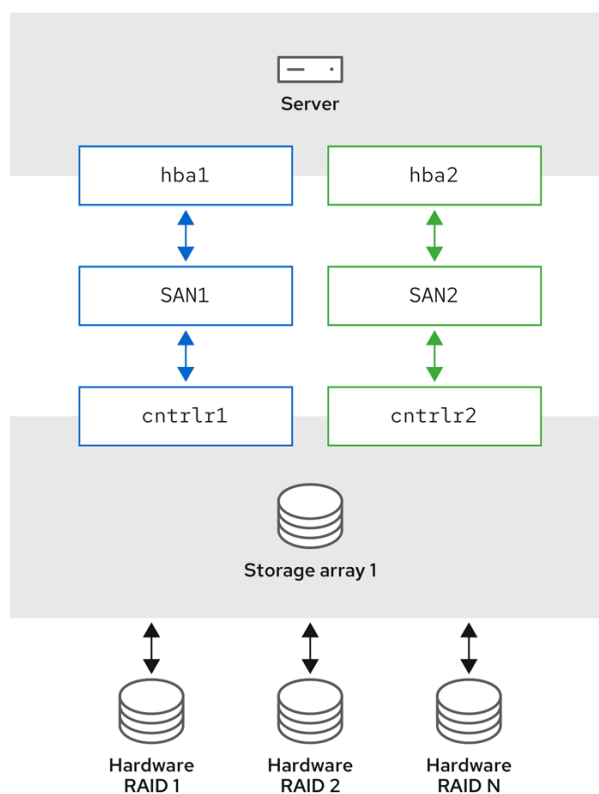 Server
hba1
hba2
SAN1
SAN2
cntrlr1
cntrlr2
Storage array 1
Hardware
RAID 1
Hardware
RAID 2
Hardware
RAID N